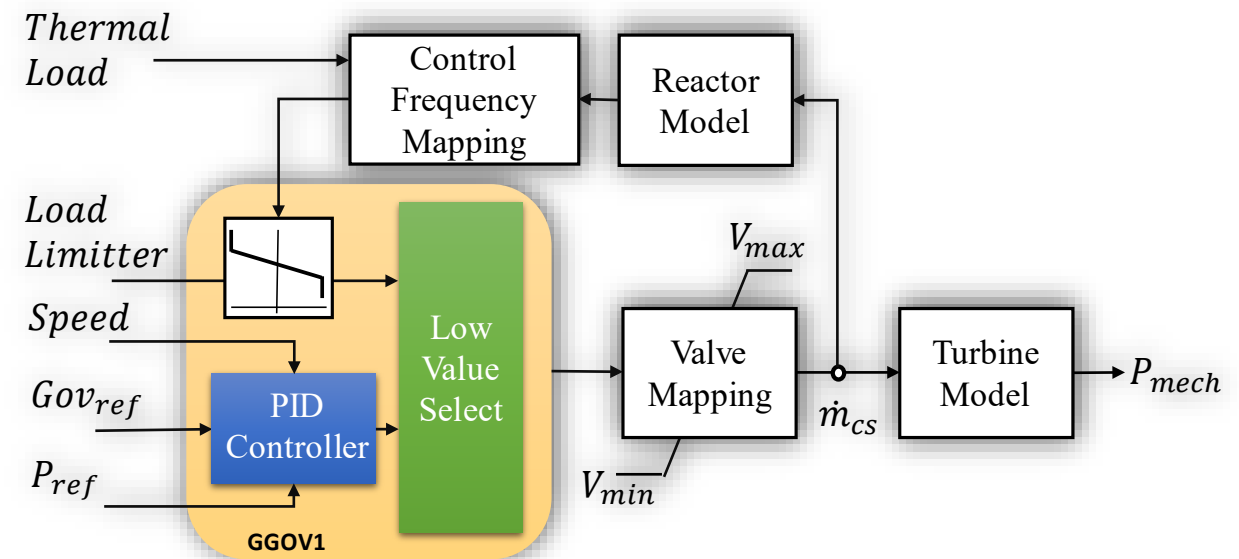 Thermal
Load
Control
Frequency
Mapping
Reactor
Model
Load
Limitter
Speed
Gov_ref
P_ref
PID
Controller
Low
Value
Select
GGOV1
V_max
Valve
Mapping
V_min
ṁ_cs
Turbine
Model
P_mech